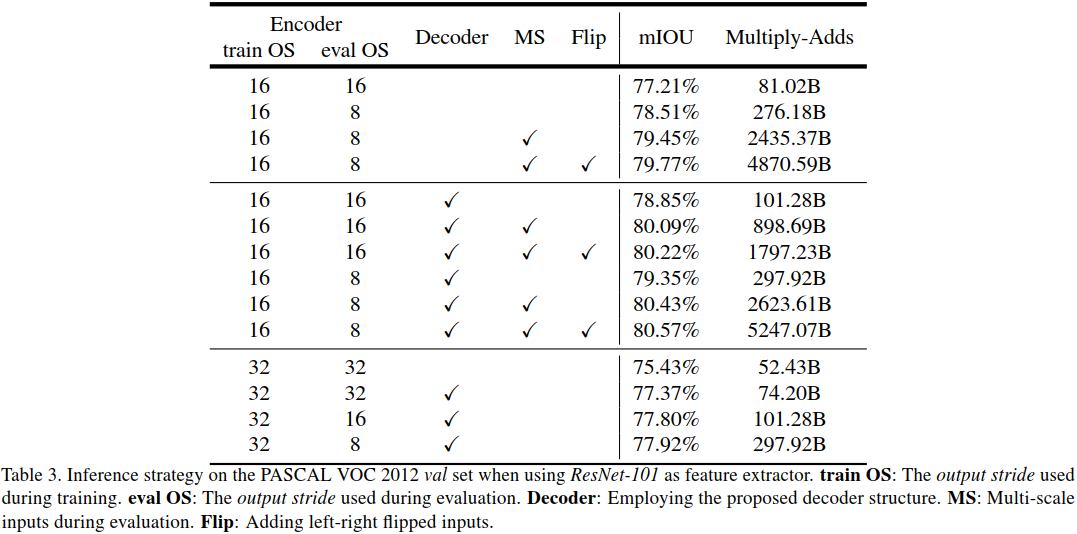 Encoder
train OS eval OS Decoder MS Flip mIOU Multiply-Adds
16 16 77.21% 81.02B
16 8 78.51% 276.18B
16 8 ✓ 79.45% 2435.37B
16 8 ✓ ✓ 79.77% 4870.59B
16 16 ✓ 78.85% 101.28B
16 16 ✓ ✓ 80.09% 898.69B
16 16 ✓ ✓ ✓ 80.22% 1797.23B
16 8 ✓ 79.35% 297.92B
16 8 ✓ ✓ 80.43% 2623.61B
16 8 ✓ ✓ ✓ 80.57% 5247.07B
32 32 75.43% 52.43B
32 32 ✓ 77.37% 74.20B
32 16 ✓ 77.80% 101.28B
32 8 ✓ 77.92% 297.92B
Table 3. Inference strategy on the PASCAL VOC 2012 val set when using ResNet-101 as feature extractor. train OS: The output stride used
during training. eval OS: The output stride used during evaluation. Decoder: Employing the proposed decoder structure. MS: Multi-scale
inputs during evaluation. Flip: Adding left-right flipped inputs.